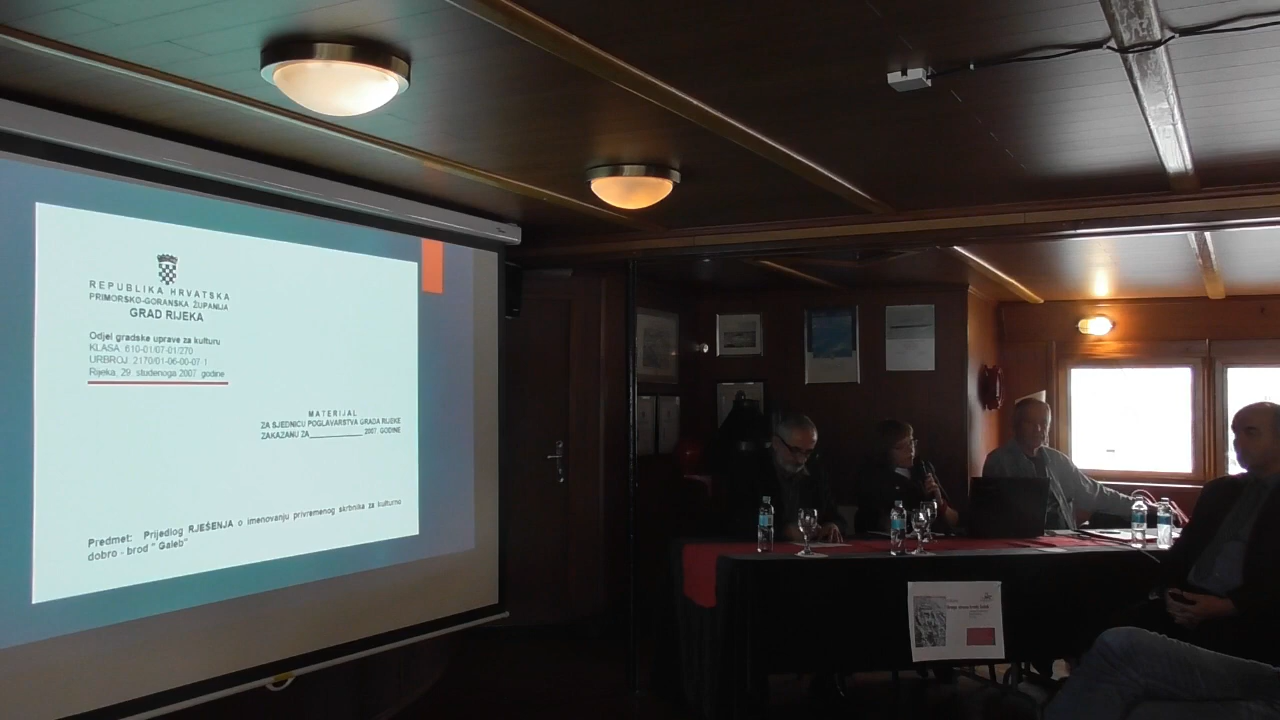 REPUBLIKA HRVATSKA
PRIMORSKO-GORANSKA ŽUPANIJA
GRAD RIJEKA
Odjel gradske uprave za kulturu
KLASA: 610-01/07-01/270
URBROJ: 2170/01-06-00-07-1
Rijeka, 29. studenoga 2007. godine
MATERIJAL
ZA SJEDNICU POGLAVARSTVA GRADA RIJEKE
ZAKAZANU ZA______________ 2007. GODINE
Predmet: Prijedlog RJEŠENJA o imenovanju privremenog skrbnika za kulturno
dobro - brod " Galeb"